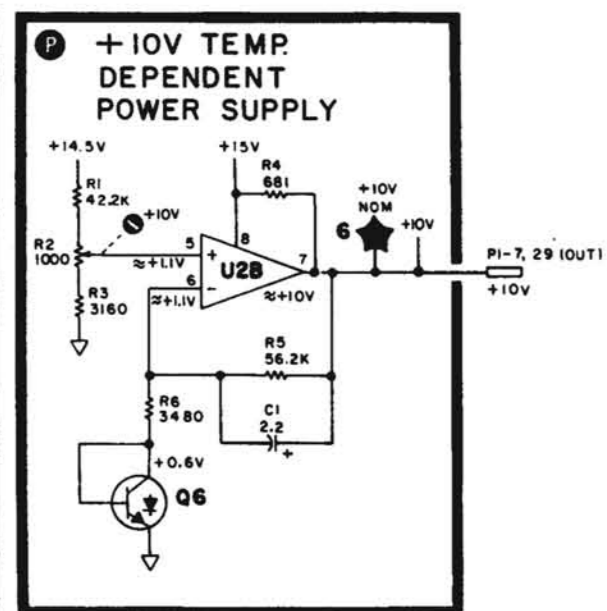 P
+10V TEMP.
DEPENDENT
POWER SUPPLY
+14.5V
R1
42.2K
+10V
R2
1000
R3
3160
+15V
R4
681
8
5
+
≈+1.1V
U2B
7
6
-
≈+1.1V
≈+10V
+10V
NOM
6
+10V
P1-7, 29 (OUT)
+10V
R5
56.2K
R6
3480
C1
2.2
+
+0.6V
Q6